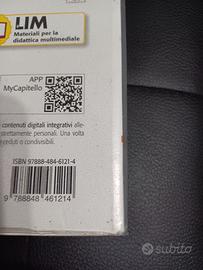 LIM
Materiali per la
didattica multimediale
APP
MyCapitello
contenuti digitali integrativi alle-
strettamente personali. Una volta
ceduti o condivisibili.
ISBN 97888-484-6121-4
9 788848 461214
subito